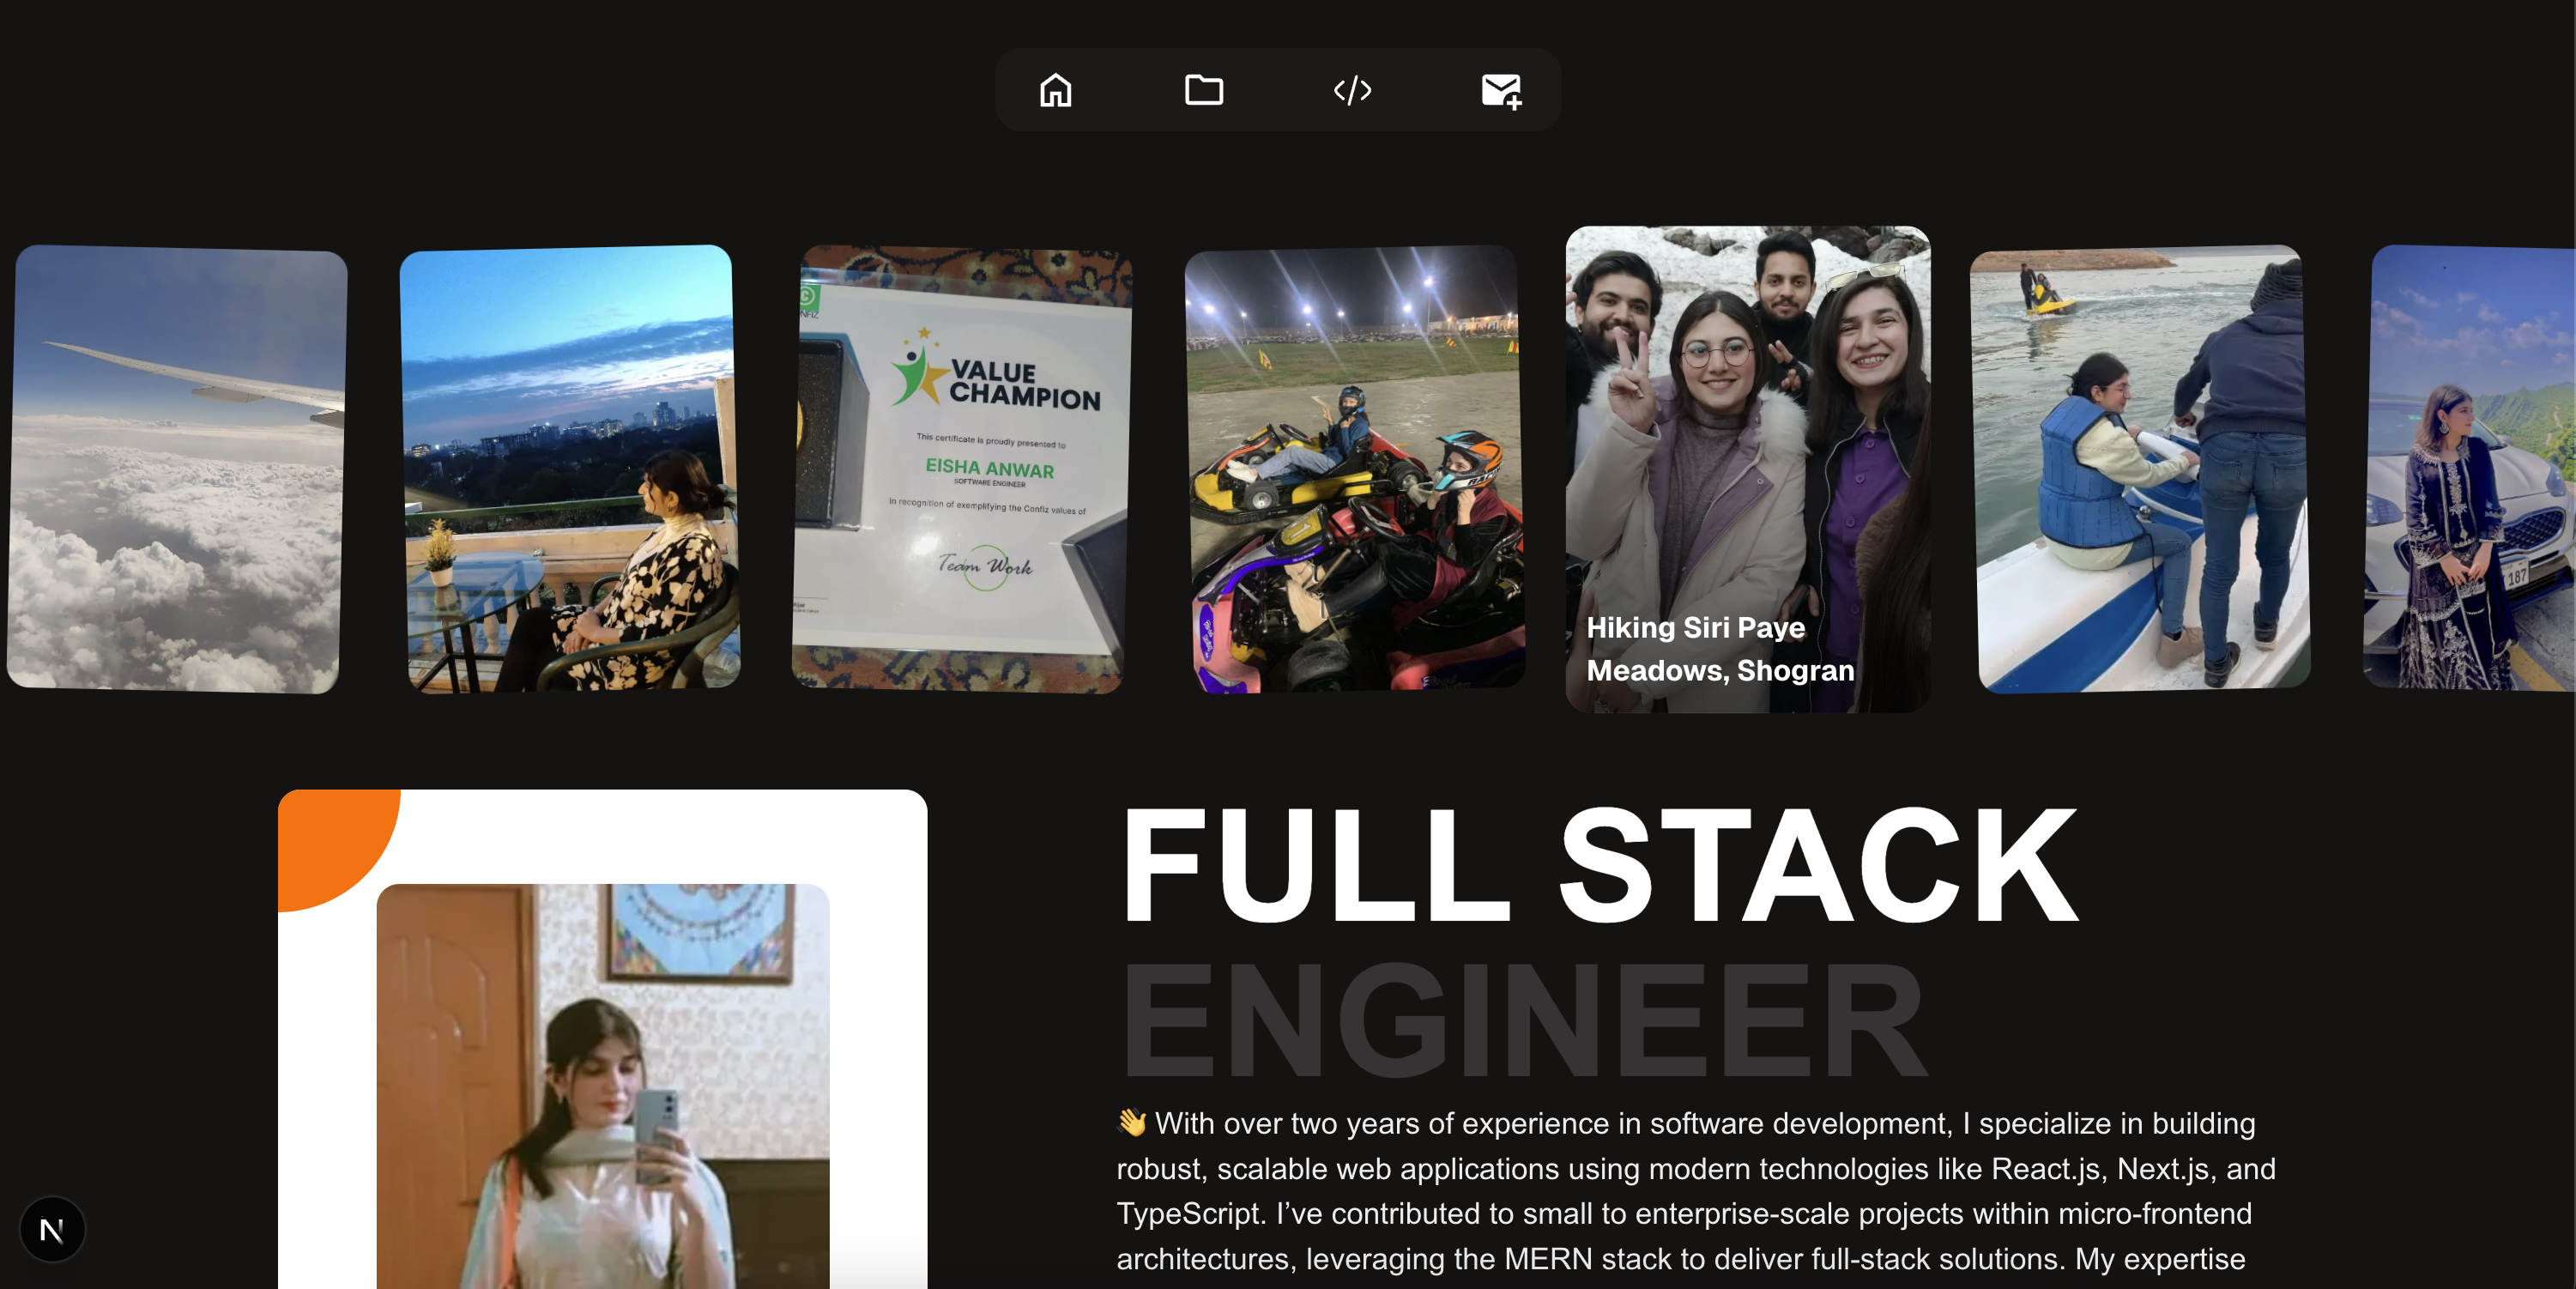 NFIZ
VALUE
CHAMPION
This certificate is proudly presented to
EISHA ANWAR
SOFTWARE ENGINEER
In recognition of exemplifying the Confiz values of
Team Work
Hiking Siri Paye
Meadows, Shogran
187
FULL STACK
ENGINEER
👋 With over two years of experience in software development, I specialize in building
robust, scalable web applications using modern technologies like React.js, Next.js, and
TypeScript. I’ve contributed to small to enterprise-scale projects within micro-frontend
architectures, leveraging the MERN stack to deliver full-stack solutions. My expertise
N